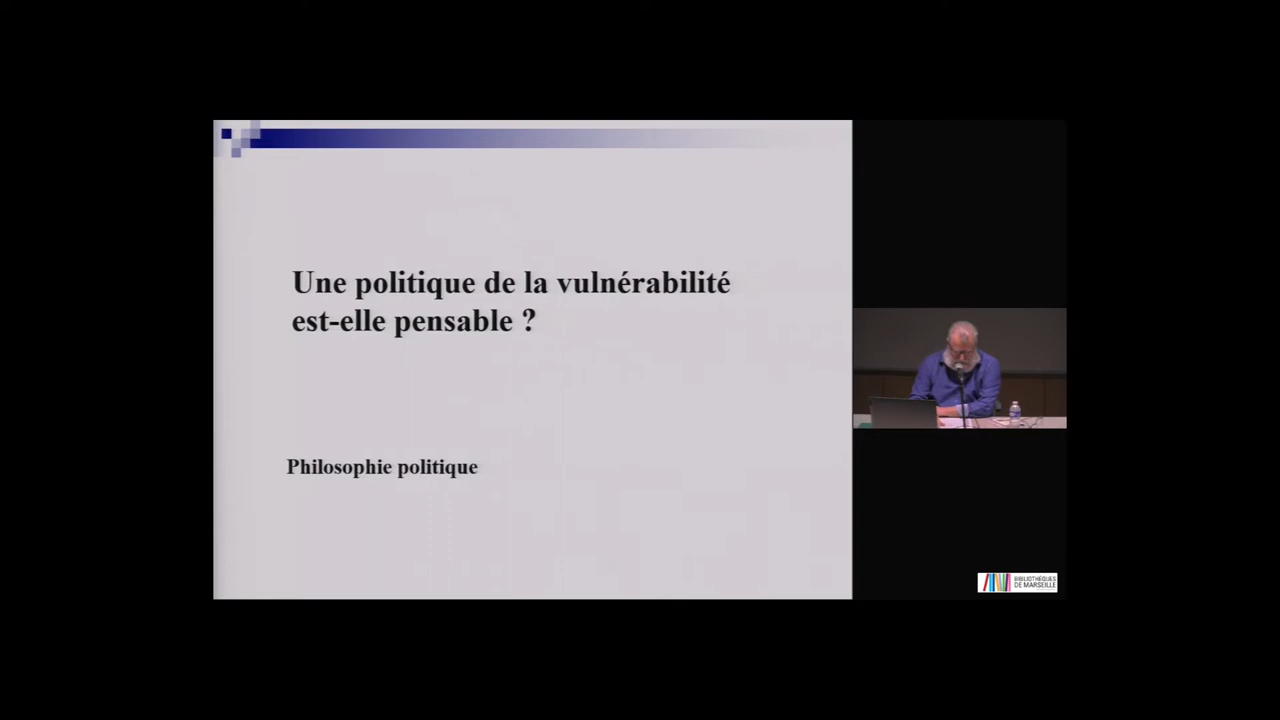 Une politique de la vulnérabilité
est-elle pensable ?
Philosophie politique
BIBLIOTHÈQUES
DE MARSEILLE